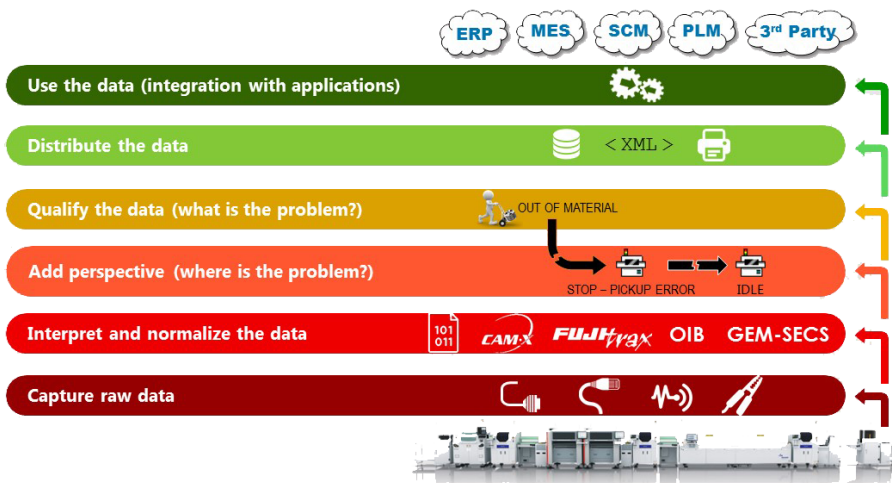 ERP MES SCM PLM 3rd Party
Use the data (integration with applications)
Distribute the data < XML >
Qualify the data (what is the problem?) OUT OF MATERIAL
Add perspective (where is the problem?)
STOP – PICKUP ERROR IDLE
Interpret and normalize the data 101 011 CAM-X FUJItrax OIB GEM-SECS
Capture raw data